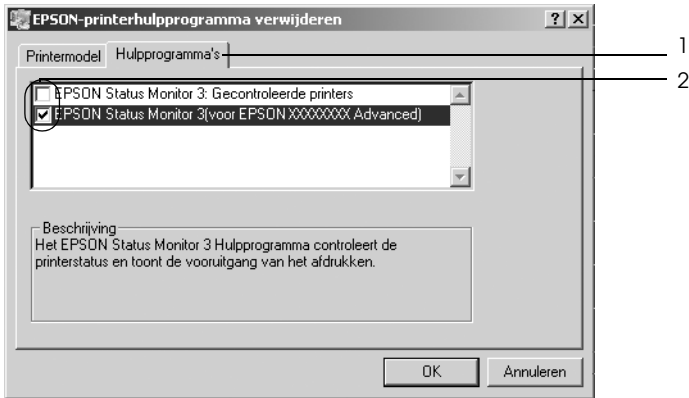 EPSON-printerhulpprogramma verwijderen
Printermodel Hulpprogramma's
1
2
EPSON Status Monitor 3: Gecontroleerde printers
EPSON Status Monitor 3(voor EPSON XXXXXXXX Advanced)
Beschrijving
Het EPSON Status Monitor 3 Hulpprogramma controleert de
printerstatus en toont de vooruitgang van het afdrukken.
OK Annuleren